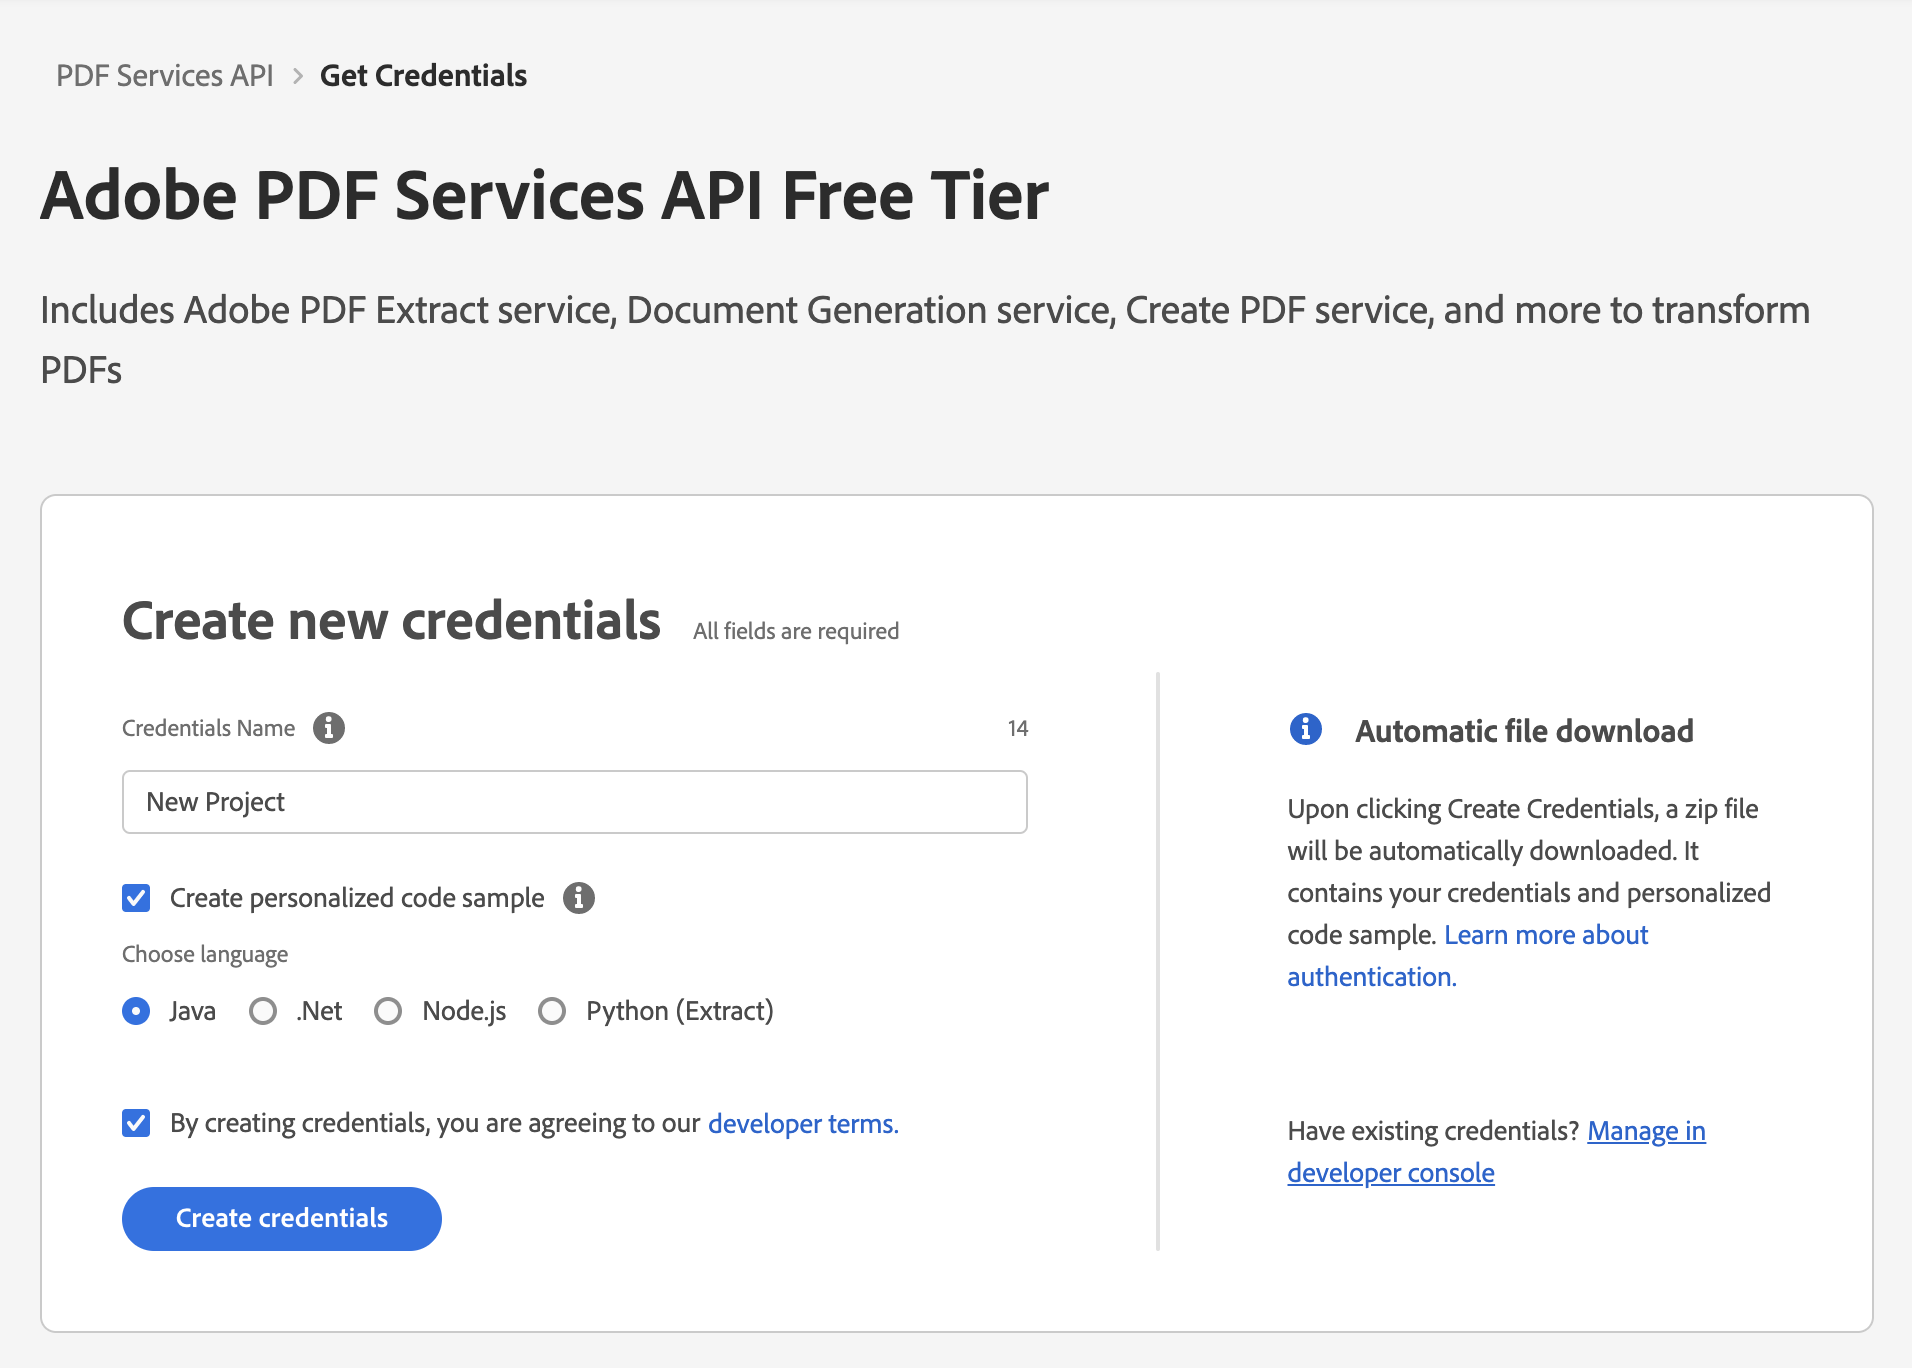 PDF Services API > Get Credentials
Adobe PDF Services API Free Tier
Includes Adobe PDF Extract service, Document Generation service, Create PDF service, and more to transform
PDFs
Create new credentials All fields are required
Credentials Name 14
New Project
Create personalized code sample
Choose language
Java .Net Node.js Python (Extract)
By creating credentials, you are agreeing to our developer terms.
Create credentials
Automatic file download
Upon clicking Create Credentials, a zip file
will be automatically downloaded. It
contains your credentials and personalized
code sample. Learn more about
authentication.
Have existing credentials? Manage in
developer console